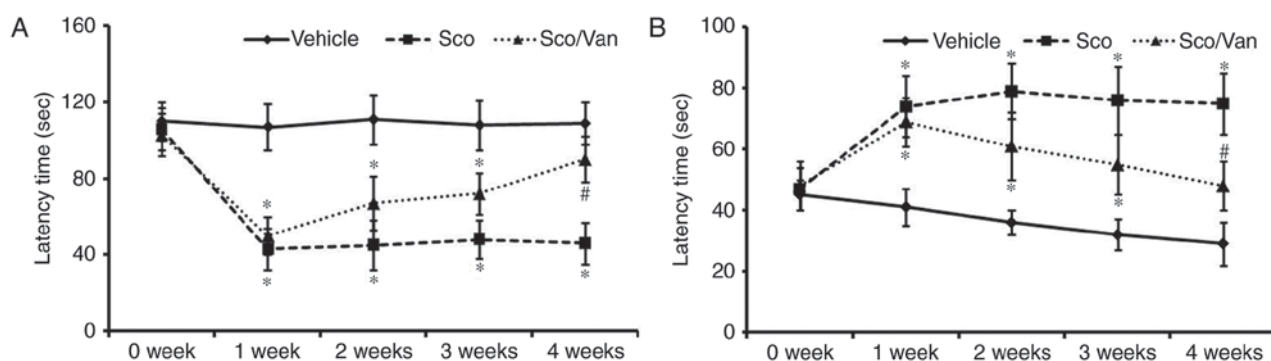 A
160
120
80
40
0
Latency time (sec)
Vehicle Sco Sco/Van
* * * # * * * *
0 week 1 week 2 weeks 3 weeks 4 weeks
B
100
80
60
40
20
0
Latency time (sec)
Vehicle Sco Sco/Van
* * * * # * * *
0 week 1 week 2 weeks 3 weeks 4 weeks